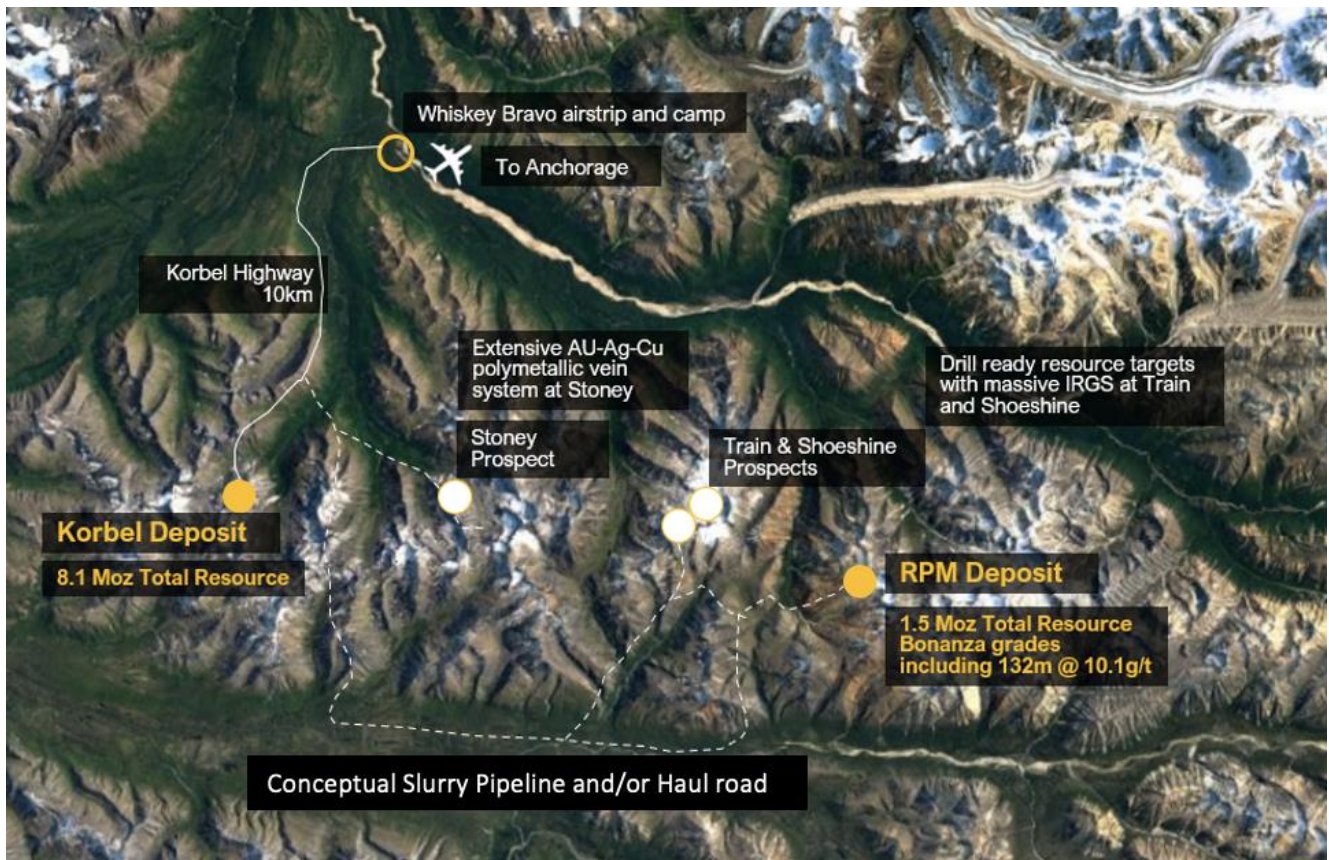 Whiskey Bravo airstrip and camp
To Anchorage
Korbel Highway
10km
Extensive AU-Ag-Cu
polymetallic vein
system at Stoney
Drill ready resource targets
with massive IRGS at Train
and Shoeshine
Stoney
Prospect
Train & Shoeshine
Prospects
Korbel Deposit
8.1 Moz Total Resource
RPM Deposit
1.5 Moz Total Resource
Bonanza grades
including 132m @ 10.1g/t
Conceptual Slurry Pipeline and/or Haul road